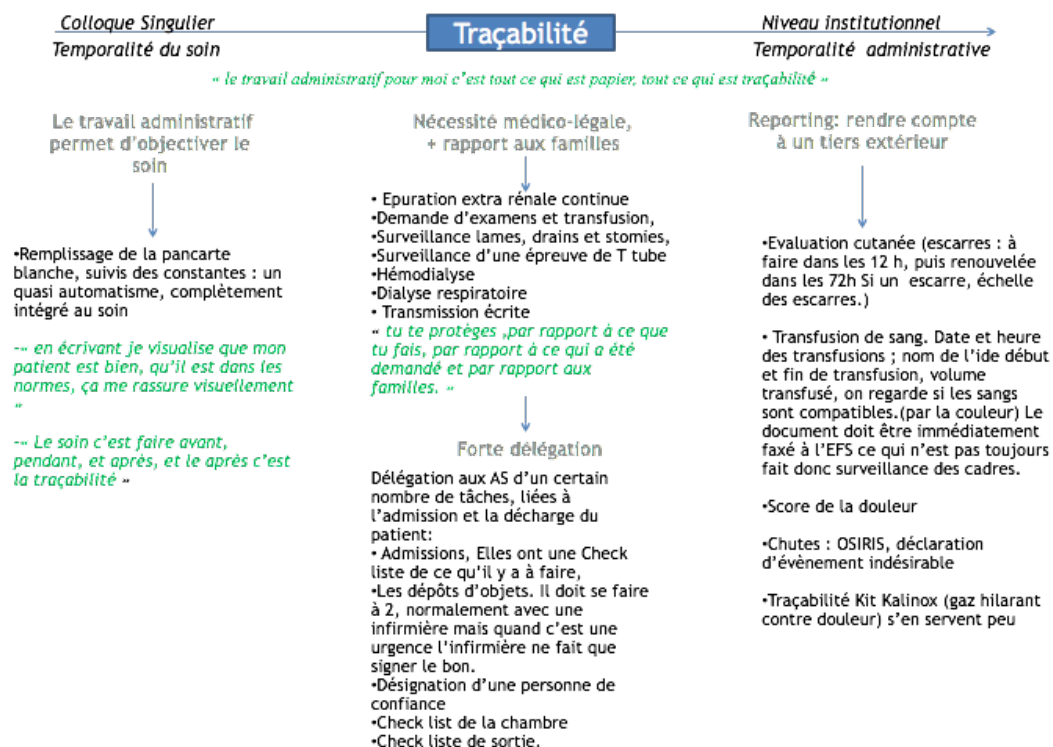 Colloque Singulier
Temporalité du soin
Traçabilité
Niveau institutionnel
Temporalité administrative
« le travail administratif pour moi c'est tout ce qui est papier, tout ce qui est traçabilité »
Le travail administratif
permet d'objectiver le
soin
•Remplissage de la pancarte
blanche, suivis des constantes : un
quasi automatisme, complètement
intégré au soin
-« en écrivant je visualise que mon
patient est bien, qu'il est dans les
normes, ça me rassure visuellement
»
-« Le soin c'est faire avant,
pendant, et après, et le après c'est
la traçabilité »
Nécessité médico-légale,
+ rapport aux familles
• Epuration extra rénale continue
•Demande d'examens et transfusion,
•Surveillance lames, drains et stomies,
•Surveillance d'une épreuve de T tube
•Hémodialyse
•Dialyse respiratoire
• Transmission écrite
« tu te protèges ,par rapport à ce que
tu fais, par rapport à ce qui a été
demandé et par rapport aux
familles. »
Forte délégation
Délégation aux AS d'un certain
nombre de tâches, liées à
l'admission et la décharge du
patient:
• Admissions, Elles ont une Check
liste de ce qu'il y a à faire,
•Les dépôts d'objets. Il doit se faire
à 2, normalement avec une
infirmière mais quand c'est une
urgence l'infirmière ne fait que
signer le bon.
•Désignation d'une personne de
confiance
•Check list de la chambre
•Check liste de sortie.
Reporting: rendre compte
à un tiers extérieur
•Evaluation cutanée (escarres : à
faire dans les 12 h, puis renouvelée
dans les 72h Si un escarre, échelle
des escarres.)
• Transfusion de sang. Date et heure
des transfusions ; nom de l'ide début
et fin de transfusion, volume
transfusé, on regarde si les sangs
sont compatibles.(par la couleur) Le
document doit être immédiatement
faxé à l'EFS ce qui n'est pas toujours
fait donc surveillance des cadres.
•Score de la douleur
•Chutes : OSIRIS, déclaration
d'évènement indésirable
•Traçabilité Kit Kalinox (gaz hilarant
contre douleur) s'en servent peu